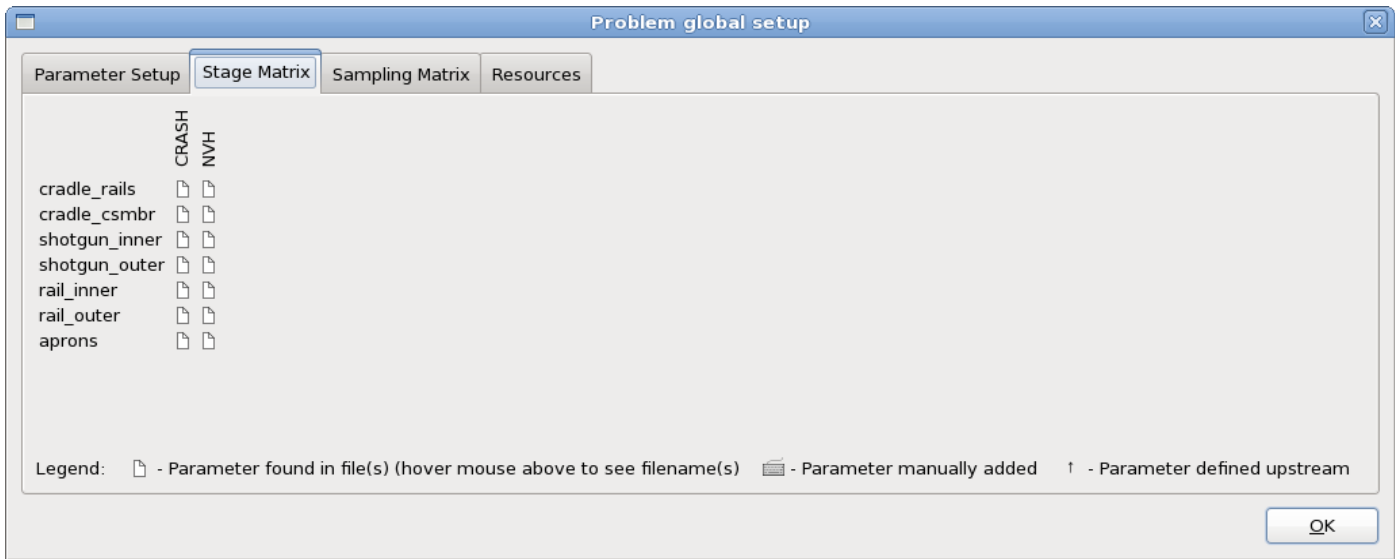 Problem global setup
Parameter Setup Stage Matrix Sampling Matrix Resources
CRASH NVH
cradle_rails
cradle_csmbr
shotgun_inner
shotgun_outer
rail_inner
rail_outer
aprons
Legend: - Parameter found in file(s) (hover mouse above to see filename(s) - Parameter manually added ↑ - Parameter defined upstream
OK